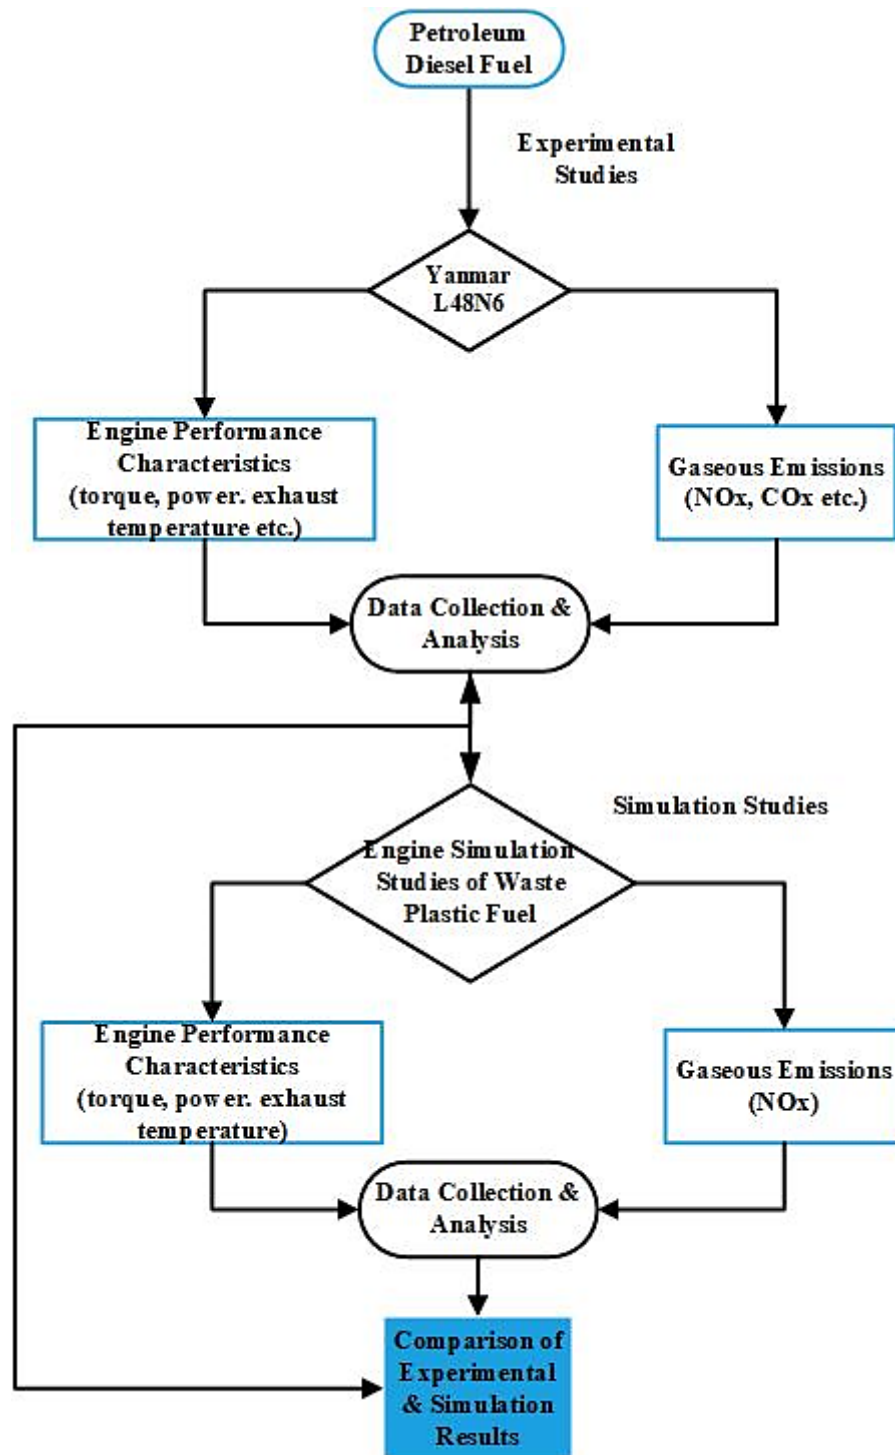 Petroleum
Diesel Fuel
Experimental
Studies
Yanmar
L48N6
Engine Performance
Characteristics
(torque, power. exhaust
temperature etc.)
Gaseous Emissions
(NOx, COx etc.)
Data Collection &
Analysis
Simulation Studies
Engine Simulation
Studies of Waste
Plastic Fuel
Engine Performance
Characteristics
(torque, power. exhaust
temperature)
Gaseous Emissions
(NOx)
Data Collection &
Analysis
Comparison of
Experimental
& Simulation
Results